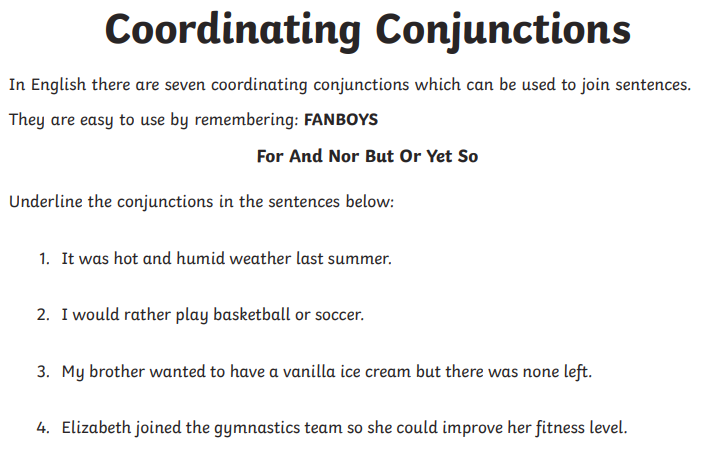 Coordinating Conjunctions
In English there are seven coordinating conjunctions which can be used to join sentences.
They are easy to use by remembering: FANBOYS
For And Nor But Or Yet So
Underline the conjunctions in the sentences below:
1. It was hot and humid weather last summer.
2. I would rather play basketball or soccer.
3. My brother wanted to have a vanilla ice cream but there was none left.
4. Elizabeth joined the gymnastics team so she could improve her fitness level.